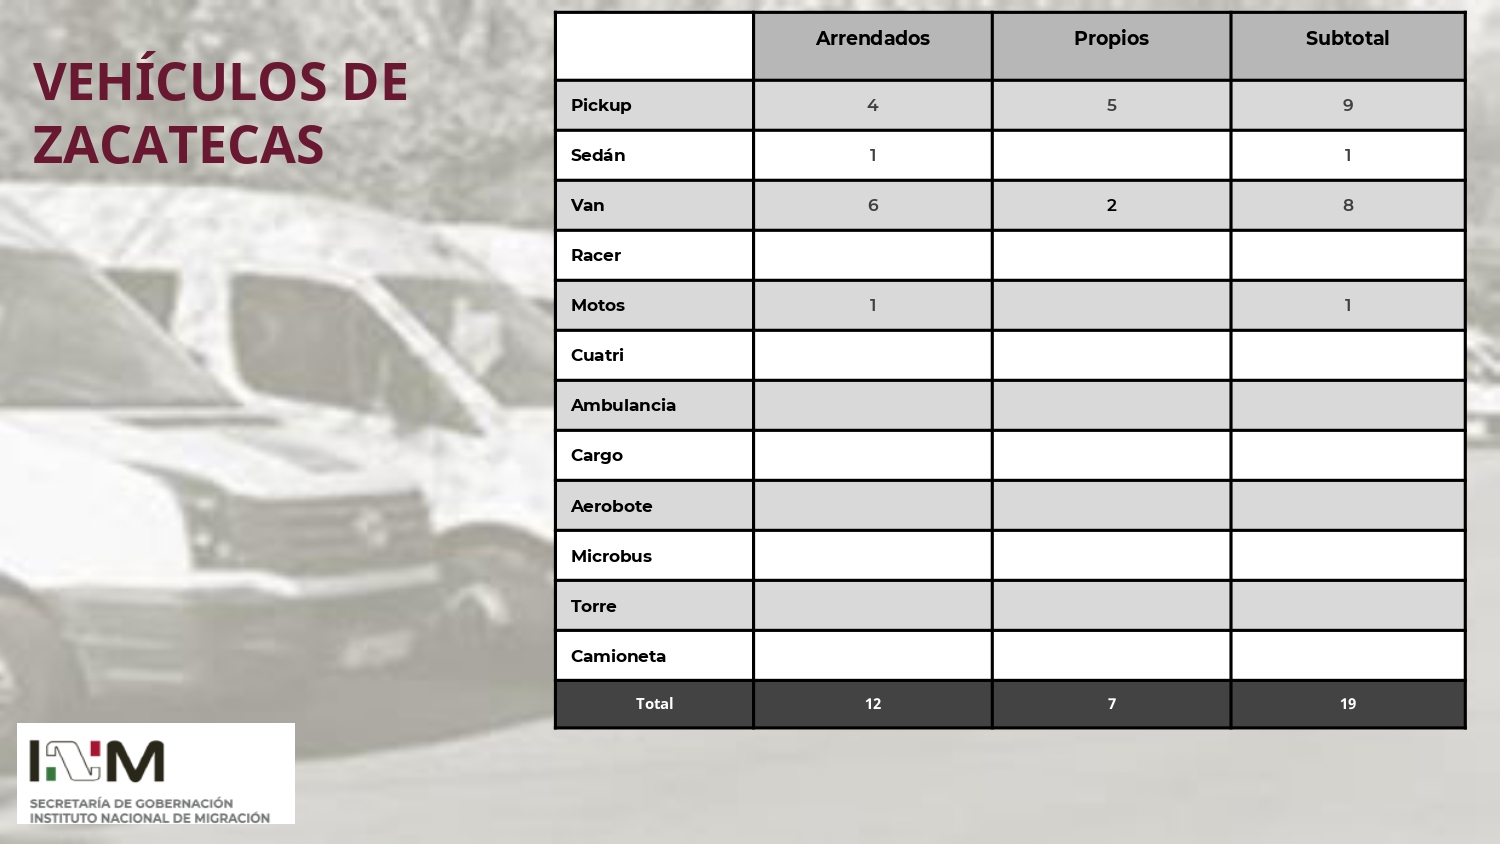 VEHÍCULOS DE
ZACATECAS
Arrendados Propios Subtotal
Pickup 4 5 9
Sedán 1 1
Van 6 2 8
Racer
Motos 1 1
Cuatri
Ambulancia
Cargo
Aerobote
Microbus
Torre
Camioneta
Total 12 7 19
INM
SECRETARÍA DE GOBERNACIÓN
INSTITUTO NACIONAL DE MIGRACIÓN